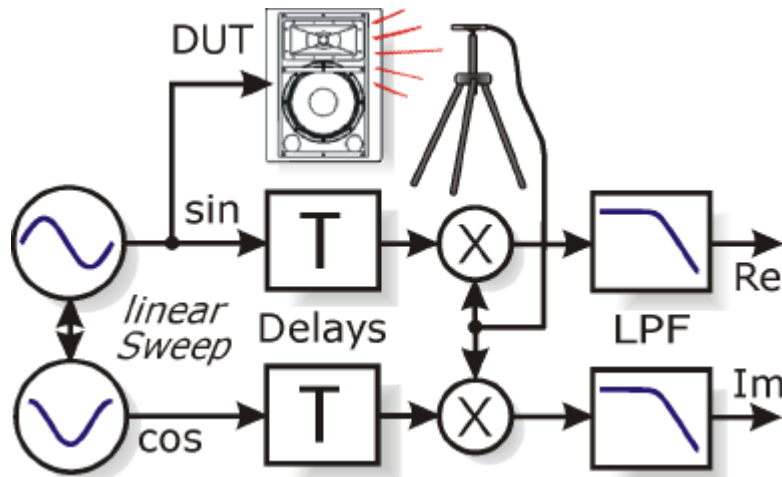 DUT
sin
T
X
Re
linear
Sweep
Delays
LPF
cos
T
X
Im